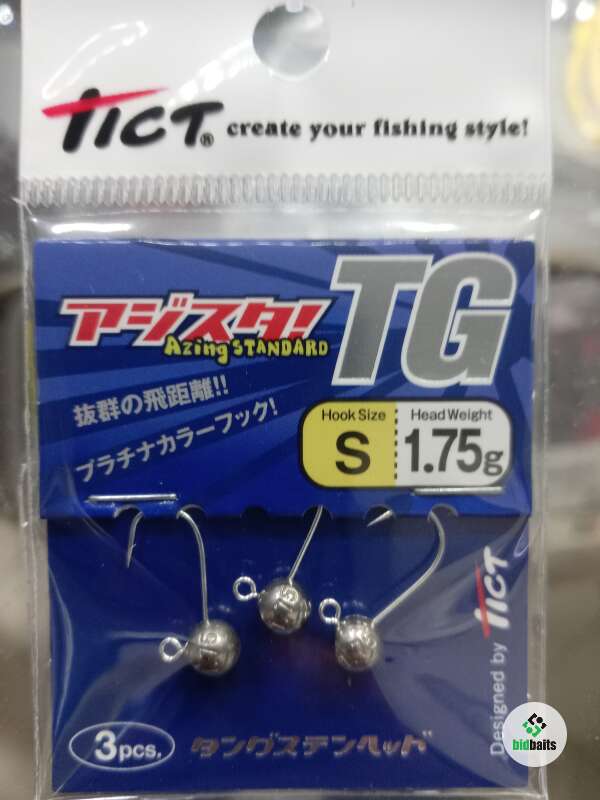 TICT® create your fishing style!
アジスタ! TG
Azing STANDARD
抜群の飛距離!!
プラチナカラーフック!
Hook Size Head Weight
S 1.75g
Designed by TICT
3pcs. タングステンヘッド
bidbaits